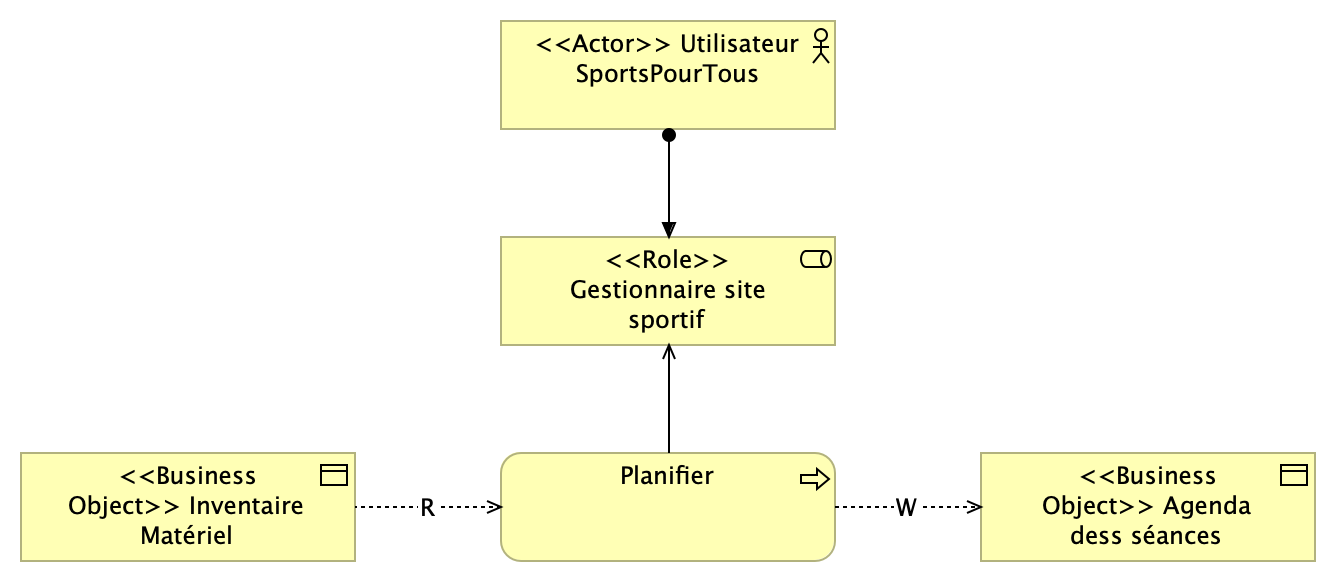 <<Actor>> Utilisateur
SportsPourTous
<<Role>>
Gestionnaire site
sportif
<<Business
Object>> Inventaire
Matériel
R
Planifier
W
<<Business
Object>> Agenda
dess séances